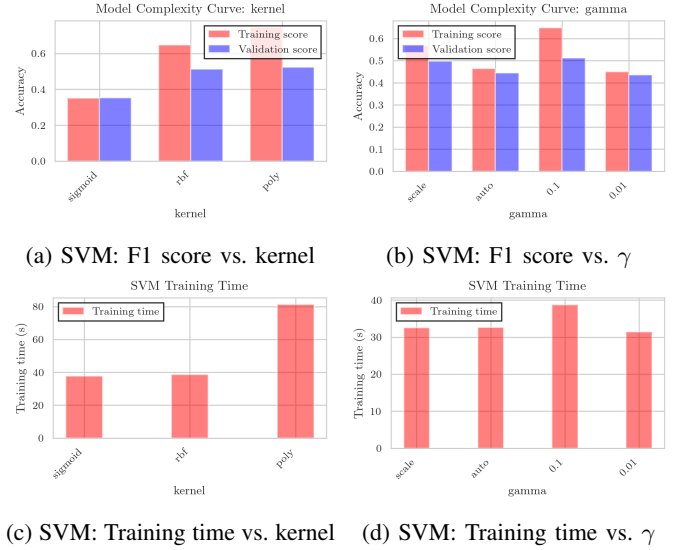 Model Complexity Curve: kernel
Training score
Validation score
0.6
0.4
0.2
0.0
Accuracy
sigmoid
rbf
poly
kernel
(a) SVM: F1 score vs. kernel
Model Complexity Curve: gamma
Training score
Validation score
0.6
0.5
0.4
0.3
0.2
0.1
0.0
Accuracy
scale
auto
0.1
0.01
gamma
(b) SVM: F1 score vs. γ
SVM Training Time
Training time
80
60
40
20
0
Training time (s)
sigmoid
rbf
poly
kernel
(c) SVM: Training time vs. kernel
SVM Training Time
Training time
40
30
20
10
0
Training time (s)
scale
auto
0.1
0.01
gamma
(d) SVM: Training time vs. γ